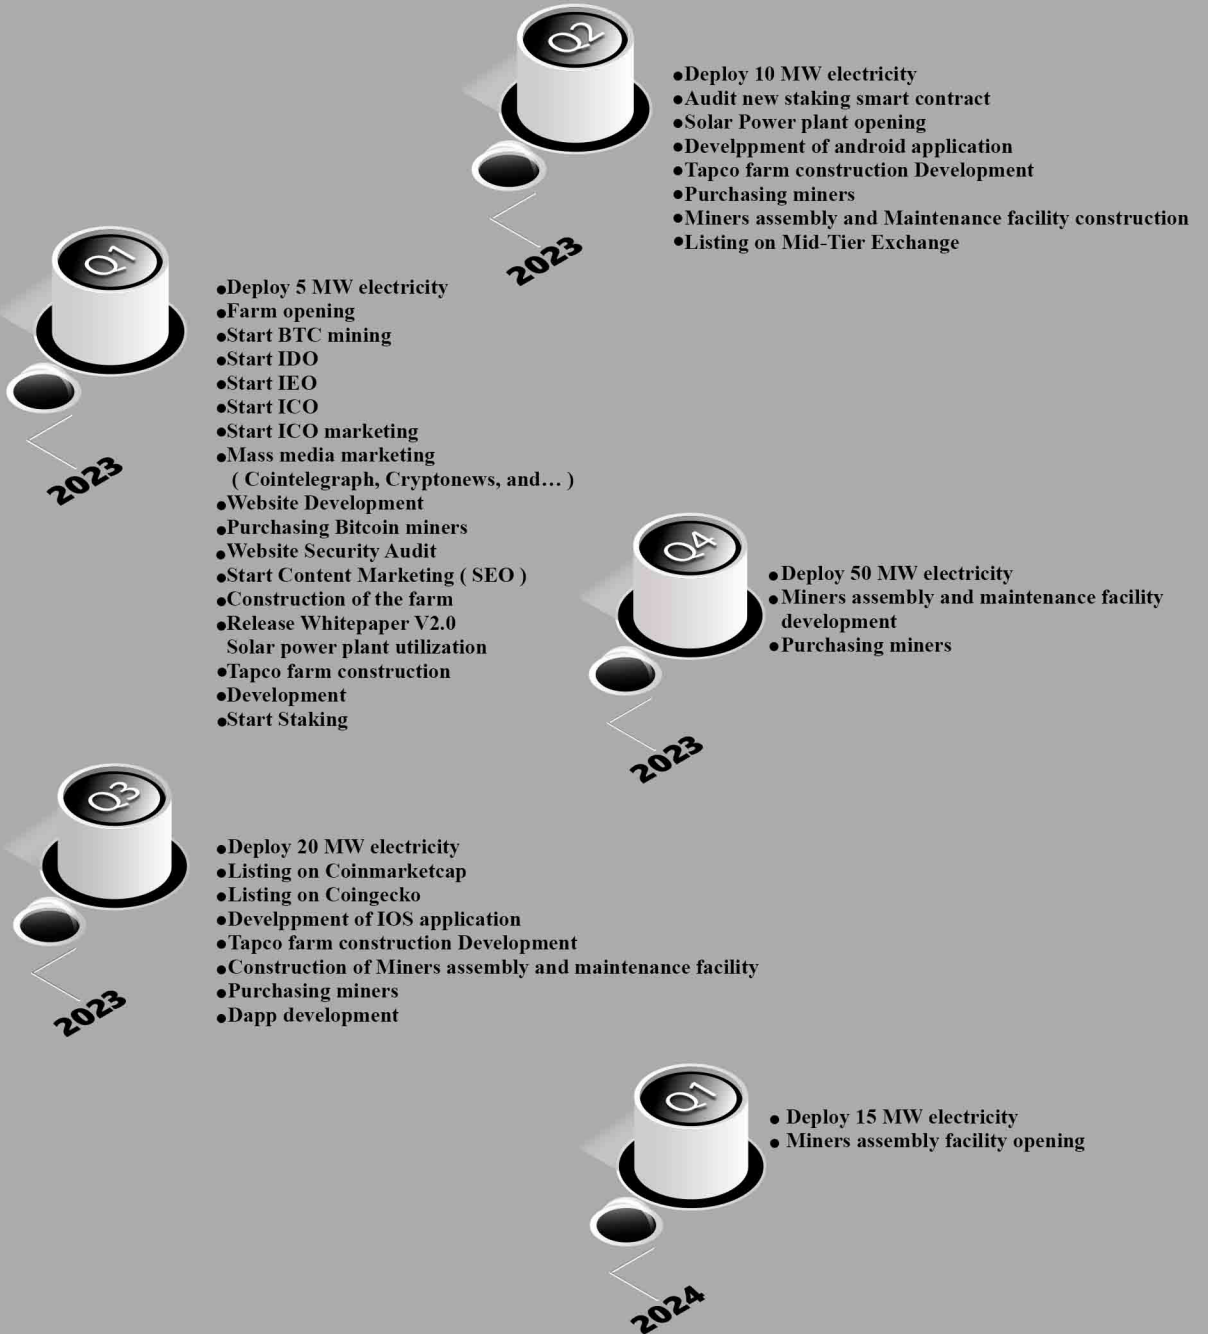 Q2
●Deploy 10 MW electricity
●Audit new staking smart contract
●Solar Power plant opening
●Develppment of android application
●Tapco farm construction Development
●Purchasing miners
●Miners assembly and Maintenance facility construction
●Listing on Mid-Tier Exchange
2023
Q1
●Deploy 5 MW electricity
●Farm opening
●Start BTC mining
●Start IDO
●Start IEO
●Start ICO
●Start ICO marketing
●Mass media marketing
( Cointelegraph, Cryptonews, and… )
●Website Development
●Purchasing Bitcoin miners
●Website Security Audit
●Start Content Marketing ( SEO )
●Construction of the farm
●Release Whitepaper V2.0
Solar power plant utilization
●Tapco farm construction
●Development
●Start Staking
2023
Q4
●Deploy 50 MW electricity
●Miners assembly and maintenance facility
development
●Purchasing miners
2023
Q3
●Deploy 20 MW electricity
●Listing on Coinmarketcap
●Listing on Coingecko
●Develppment of IOS application
●Tapco farm construction Development
●Construction of Miners assembly and maintenance facility
●Purchasing miners
●Dapp development
2023
Q1
● Deploy 15 MW electricity
● Miners assembly facility opening
2024